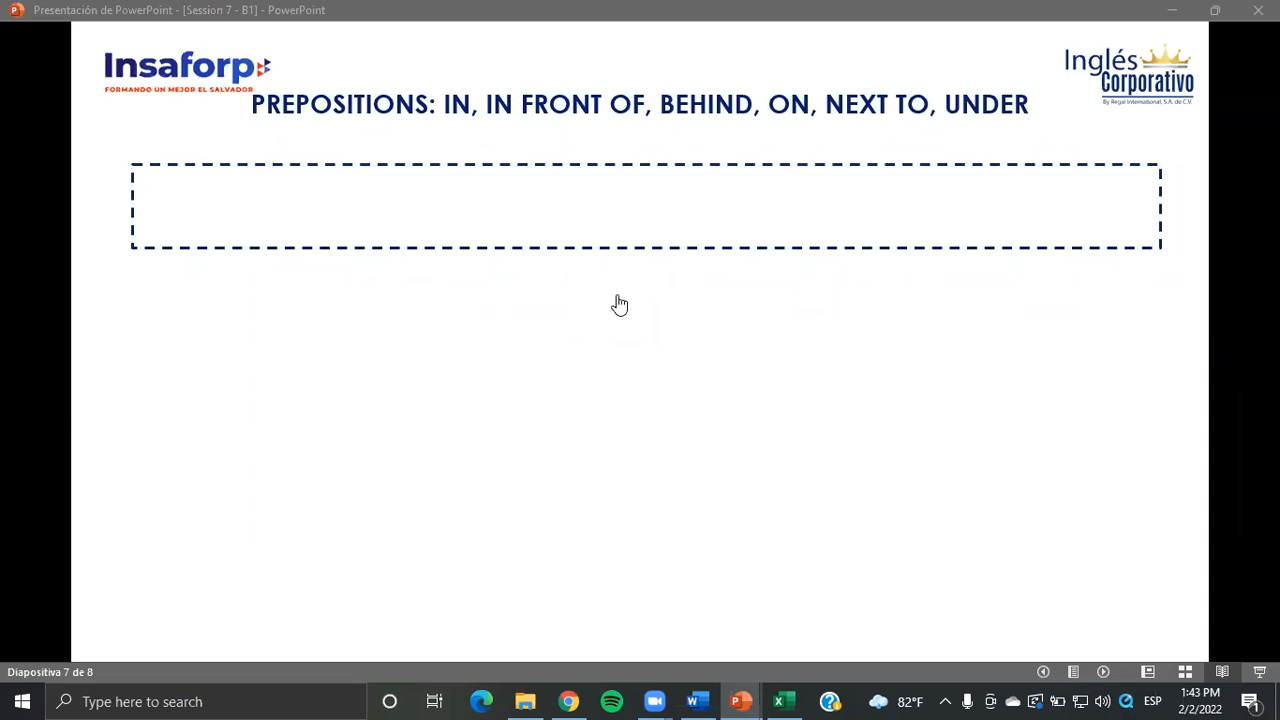 Presentación de PowerPoint - [Session 7 - B1] - PowerPoint
Insaforp
FORMANDO UN MEJOR EL SALVADOR
Inglés
Corporativo
By Regal International, S.A. de C.V.
PREPOSITIONS: IN, IN FRONT OF, BEHIND, ON, NEXT TO, UNDER
Diapositiva 7 de 8
Type here to search
82°F
ESP
1:43 PM
2/2/2022
1